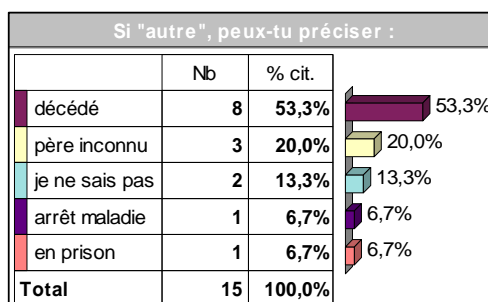 Si "autre", peux-tu préciser :
Nb % cit.
décédé 8 53,3% 53,3%
père inconnu 3 20,0% 20,0%
je ne sais pas 2 13,3% 13,3%
arrêt maladie 1 6,7% 6,7%
en prison 1 6,7% 6,7%
Total 15 100,0%